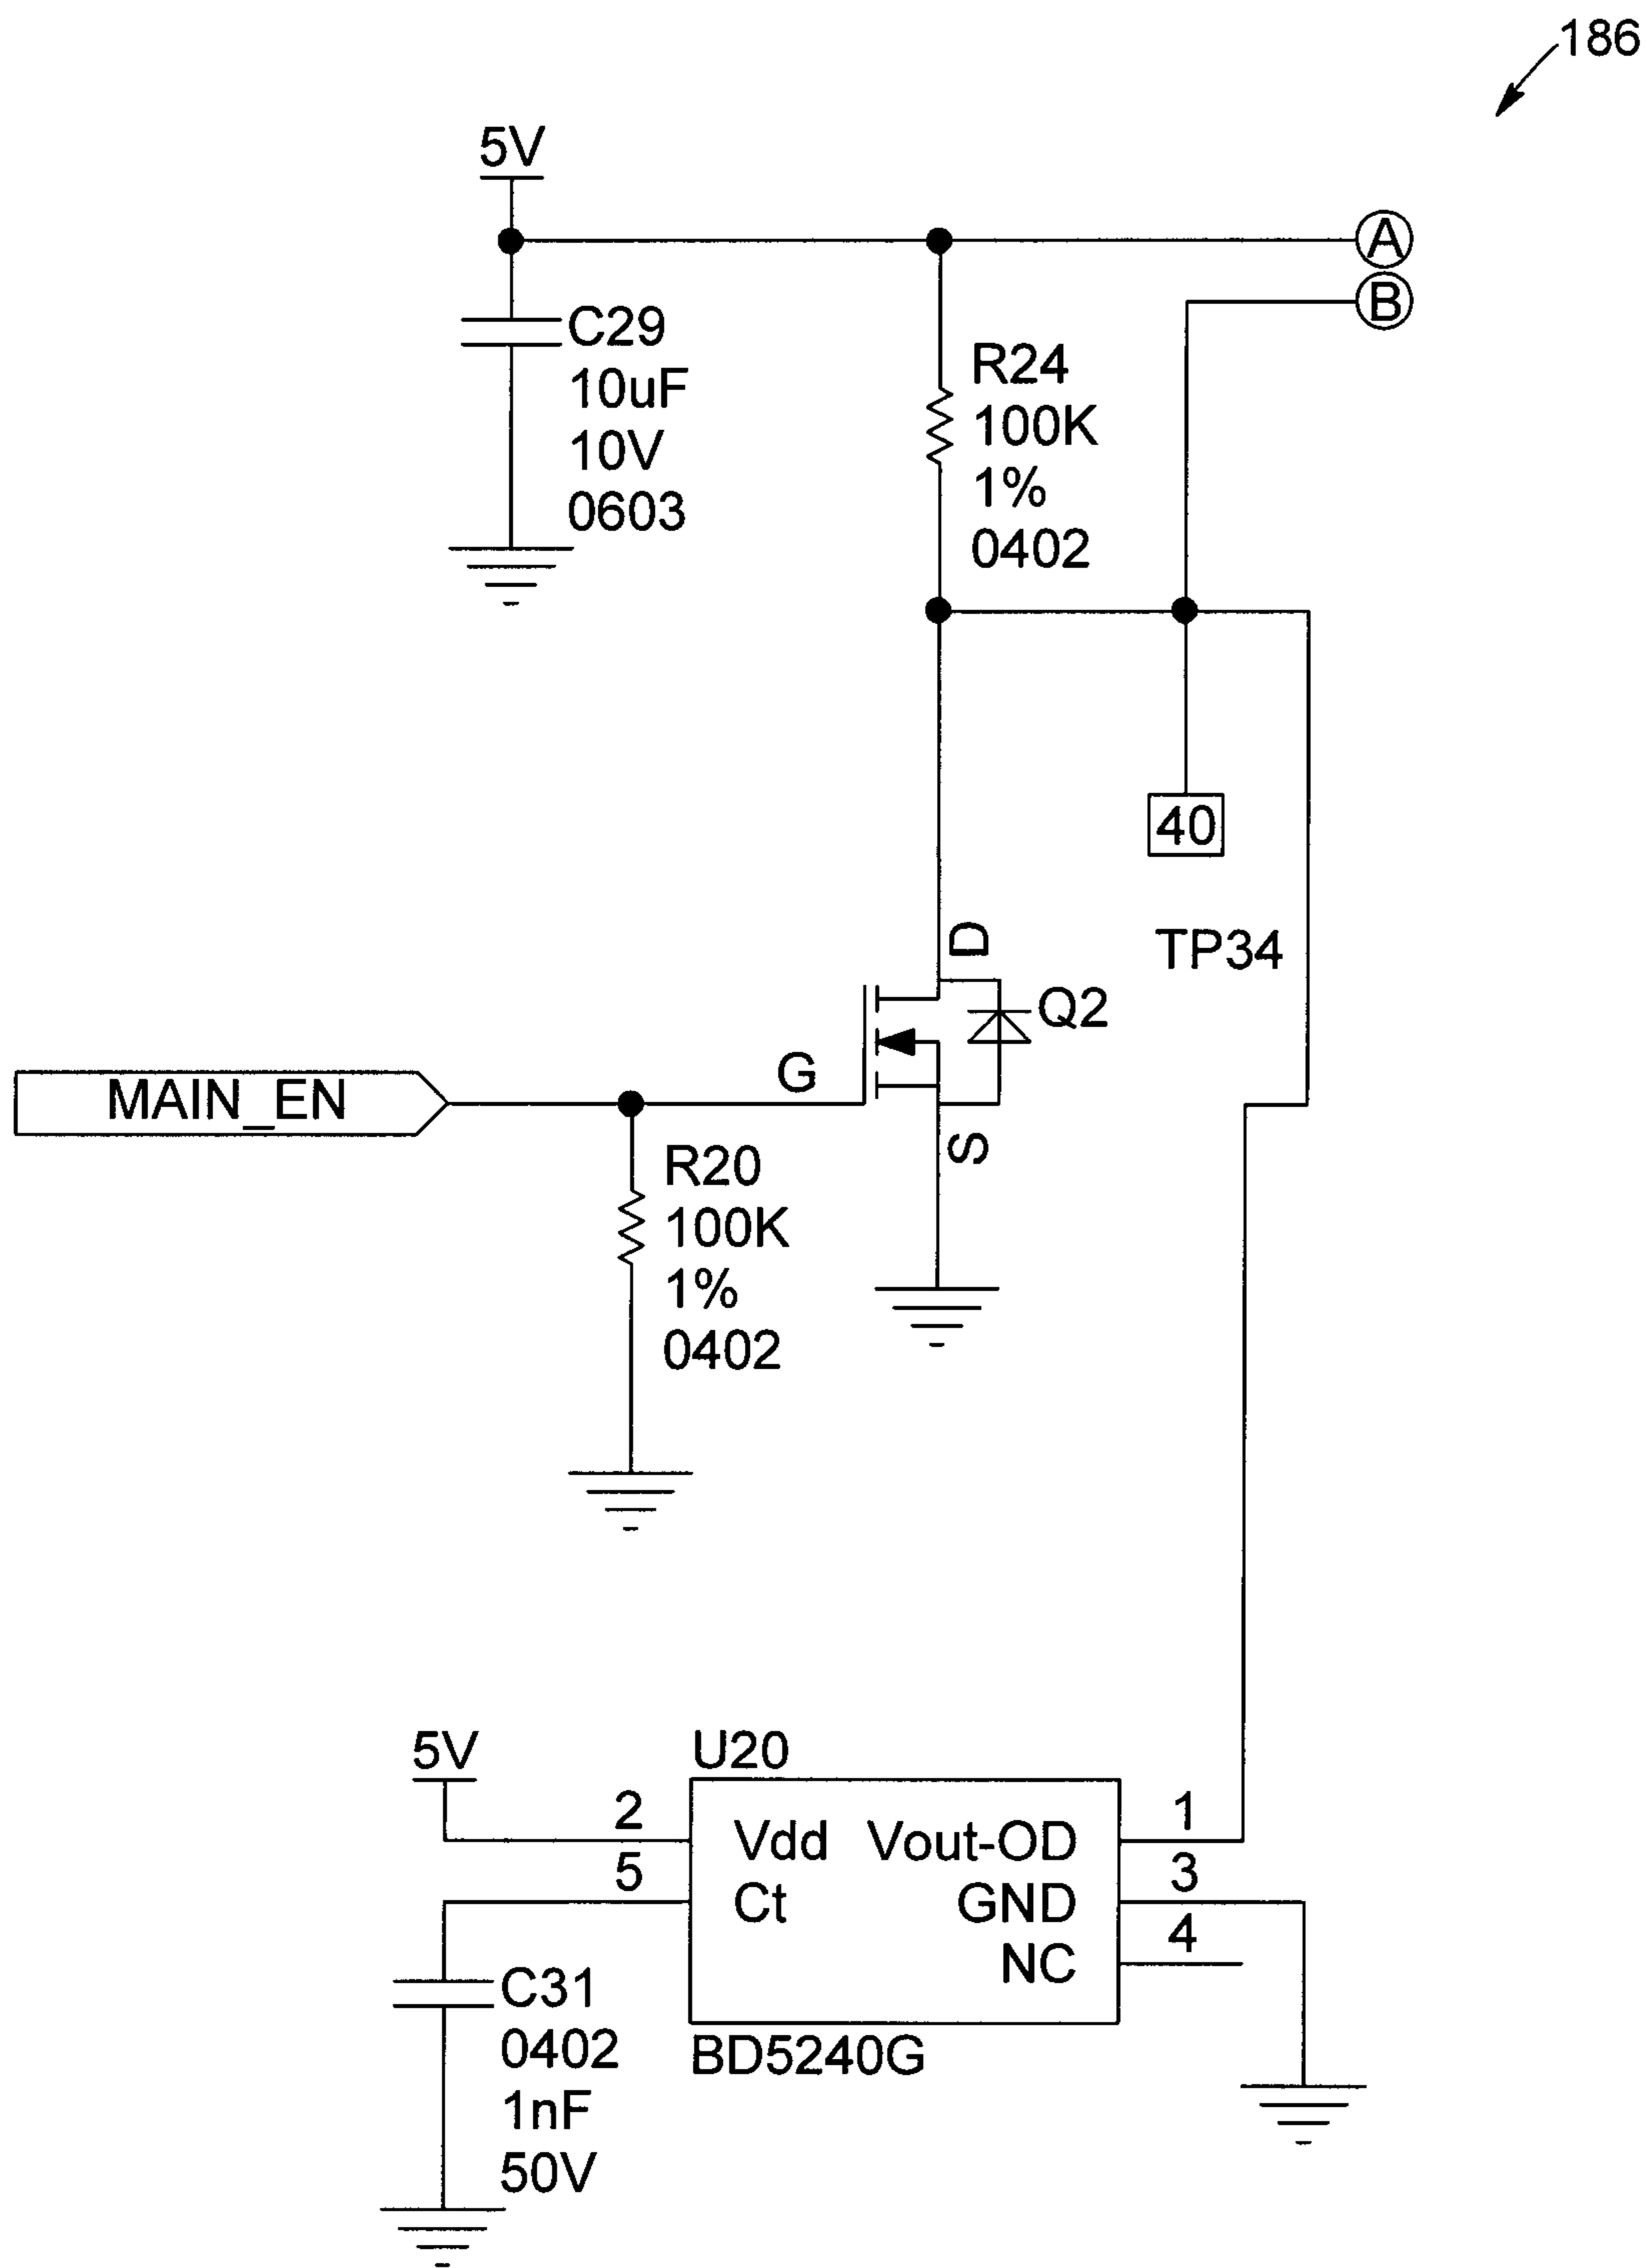 186
5V
A
B
C29
10uF
10V
0603
R24
100K
1%
0402
40
TP34
D
Q2
G
S
MAIN_EN
R20
100K
1%
0402
5V
U20
2
Vdd
Vout-OD
1
5
Ct
GND
3
NC
4
C31
0402
1nF
50V
BD5240G